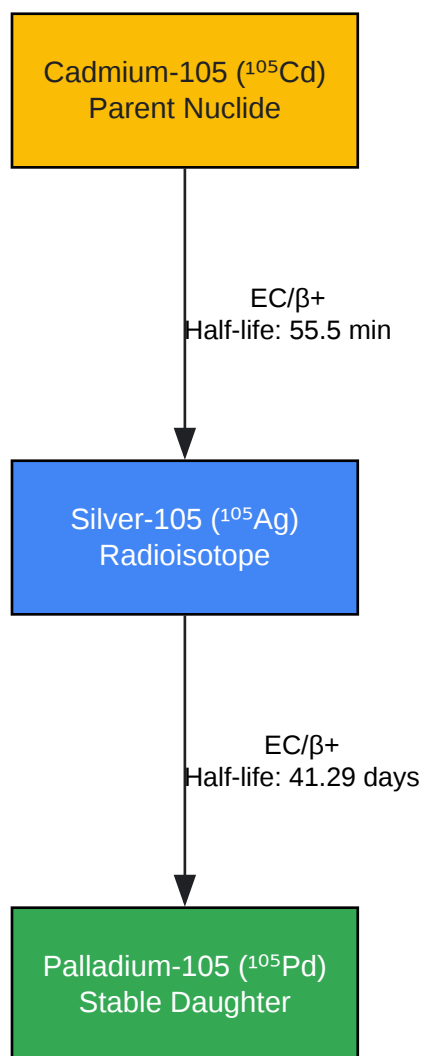 Cadmium-105 (¹⁰⁵Cd)
Parent Nuclide
EC/β+
Half-life: 55.5 min
Silver-105 (¹⁰⁵Ag)
Radioisotope
EC/β+
Half-life: 41.29 days
Palladium-105 (¹⁰⁵Pd)
Stable Daughter